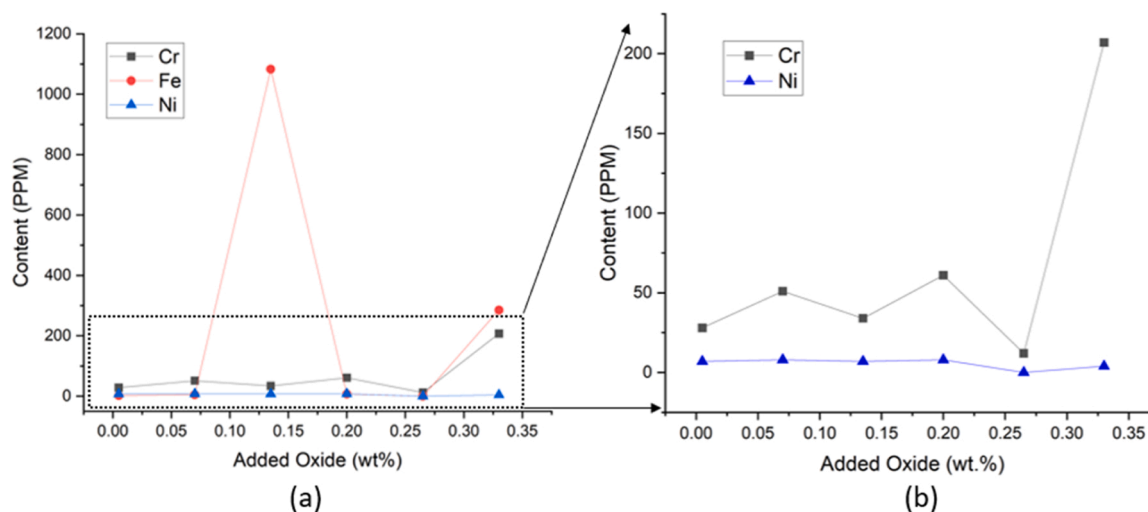 Cr
Fe
Ni
1200
1000
800
600
400
200
0
Content (PPM)
0.00 0.05 0.10 0.15 0.20 0.25 0.30 0.35
Added Oxide (wt%)
(a)
Cr
Ni
200
150
100
50
0
Content (PPM)
0.00 0.05 0.10 0.15 0.20 0.25 0.30 0.35
Added Oxide (wt.%)
(b)